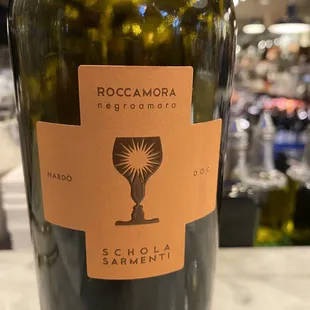 ROCCAMORA
negroamaro
NARDÒ
D.O.C.
SCHOLA
SARMENTI